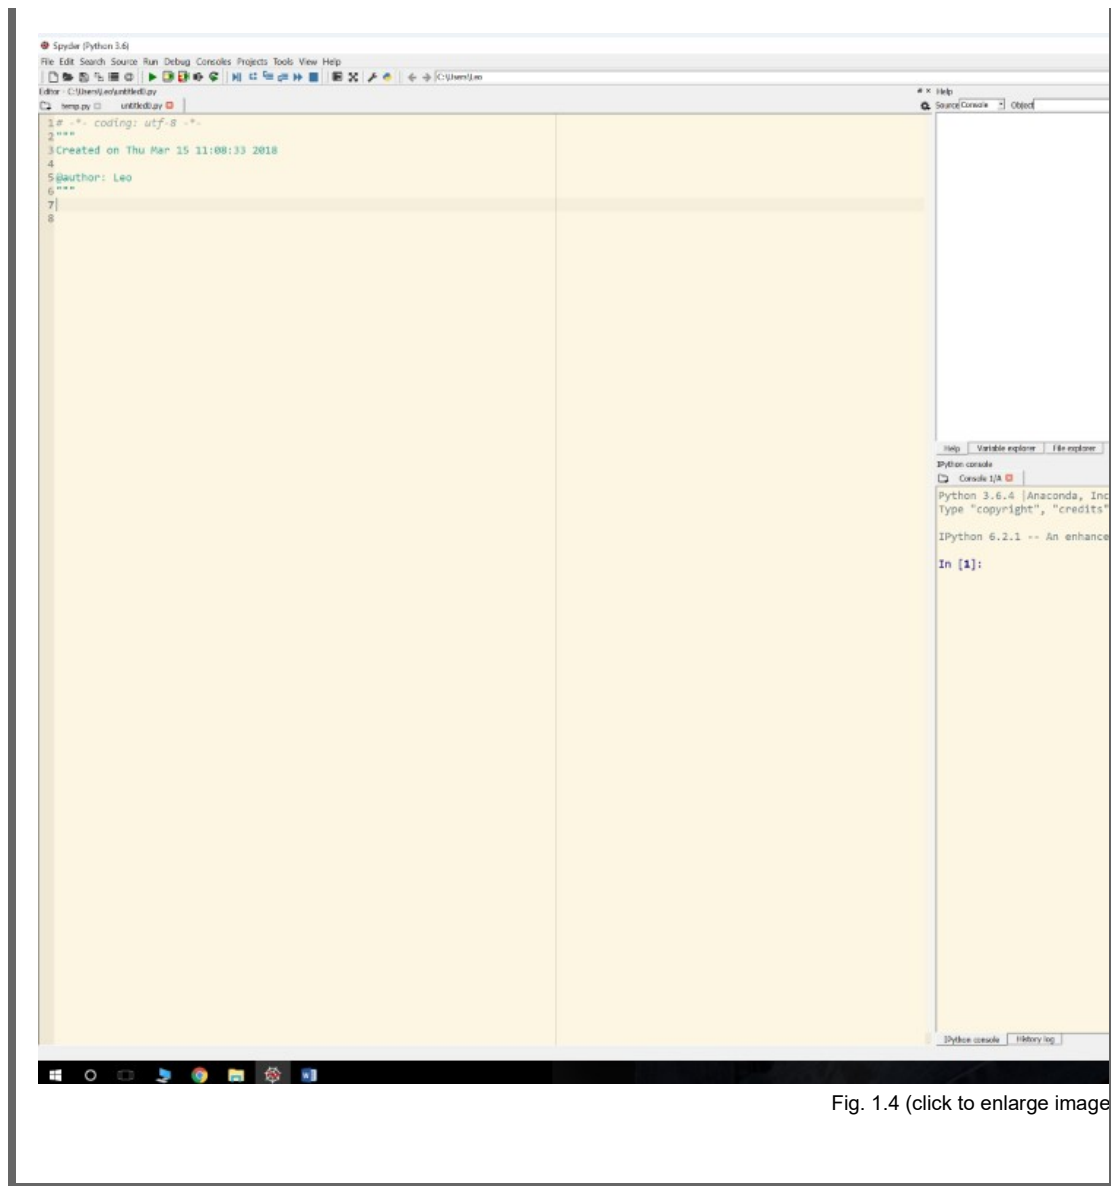 Spyder (Python 3.6)
File Edit Search Source Run Debug Consoles Projects Tools View Help
C:\Users\Leo
Editor - C:\Users\Leo\untitled0.py
temp.py untitled0.py
1 # -*- coding: utf-8 -*-
2 """
3 Created on Thu Mar 15 11:08:33 2018
4
5 @author: Leo
6 """
7
8
Help
Source Console Object
Help Variable explorer File explorer
IPython console
Console 1/A
Python 3.6.4 |Anaconda, Inc
Type "copyright", "credits"
IPython 6.2.1 -- An enhance
In [1]:
IPython console History log
Fig. 1.4 (click to enlarge image